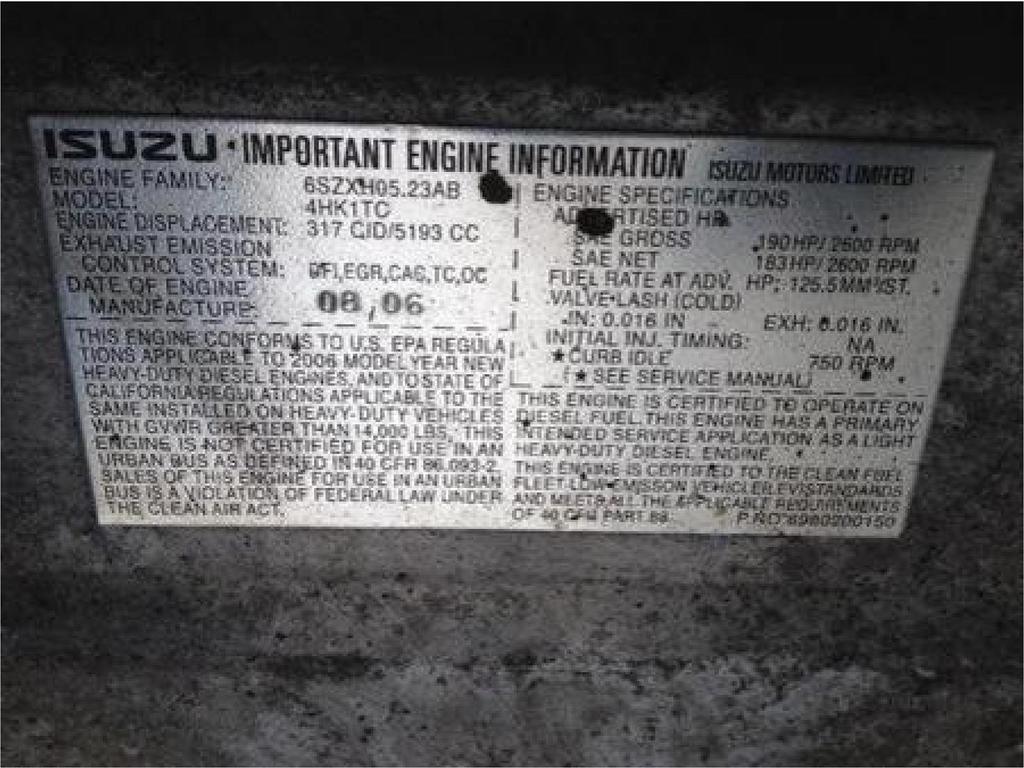 ISUZU • IMPORTANT ENGINE INFORMATION ISUZU MOTORS LIMITED
ENGINE FAMILY: 6SZXH05.23AB
MODEL: 4HK1TC
ENGINE DISPLACEMENT: 317 CID/5193 CC
EXHAUST EMISSION
CONTROL SYSTEM: DFI,EGR,CAC,TC,OC
DATE OF ENGINE
MANUFACTURE: 08,06
THIS ENGINE CONFORMS TO U.S. EPA REGULA
TIONS APPLICABLE TO 2006 MODEL YEAR NEW
HEAVY-DUTY DIESEL ENGINES, AND TO STATE OF
CALIFORNIA REGULATIONS APPLICABLE TO THE
SAME INSTALLED ON HEAVY-DUTY VEHICLES
WITH GVWR GREATER THAN 14,000 LBS. THIS
ENGINE IS NOT CERTIFIED FOR USE IN AN
URBAN BUS AS DEFINED IN 40 CFR 86.093-2.
SALES OF THIS ENGINE FOR USE IN AN URBAN
BUS IS A VIOLATION OF FEDERAL LAW UNDER
THE CLEAN AIR ACT.
ENGINE SPECIFICATIONS
HP
SAE GROSS 190HP/2600 RPM
SAE NET 183HP/2600 RPM
FUEL RATE AT ADV. HP: 125.5MM³/ST.
VALVE LASH (COLD)
IN: 0.016 IN EXH: 0.016 IN.
INITIAL INJ. TIMING: NA
★CURB IDLE 750 RPM
(★ SEE SERVICE MANUAL)
THIS ENGINE IS CERTIFIED TO OPERATE ON
DIESEL FUEL. THIS ENGINE HAS A PRIMARY
INTENDED SERVICE APPLICATION AS A LIGHT
HEAVY-DUTY DIESEL ENGINE.
THIS ENGINE IS CERTIFIED TO THE CLEAN FUEL
FLEET LOW-EMISSON VEHICLE(LEV)STANDARDS
AND MEETS ALL THE APPLICABLE REQUIREMENTS
OF 40 CFR PART 88. P.NO 8980200150